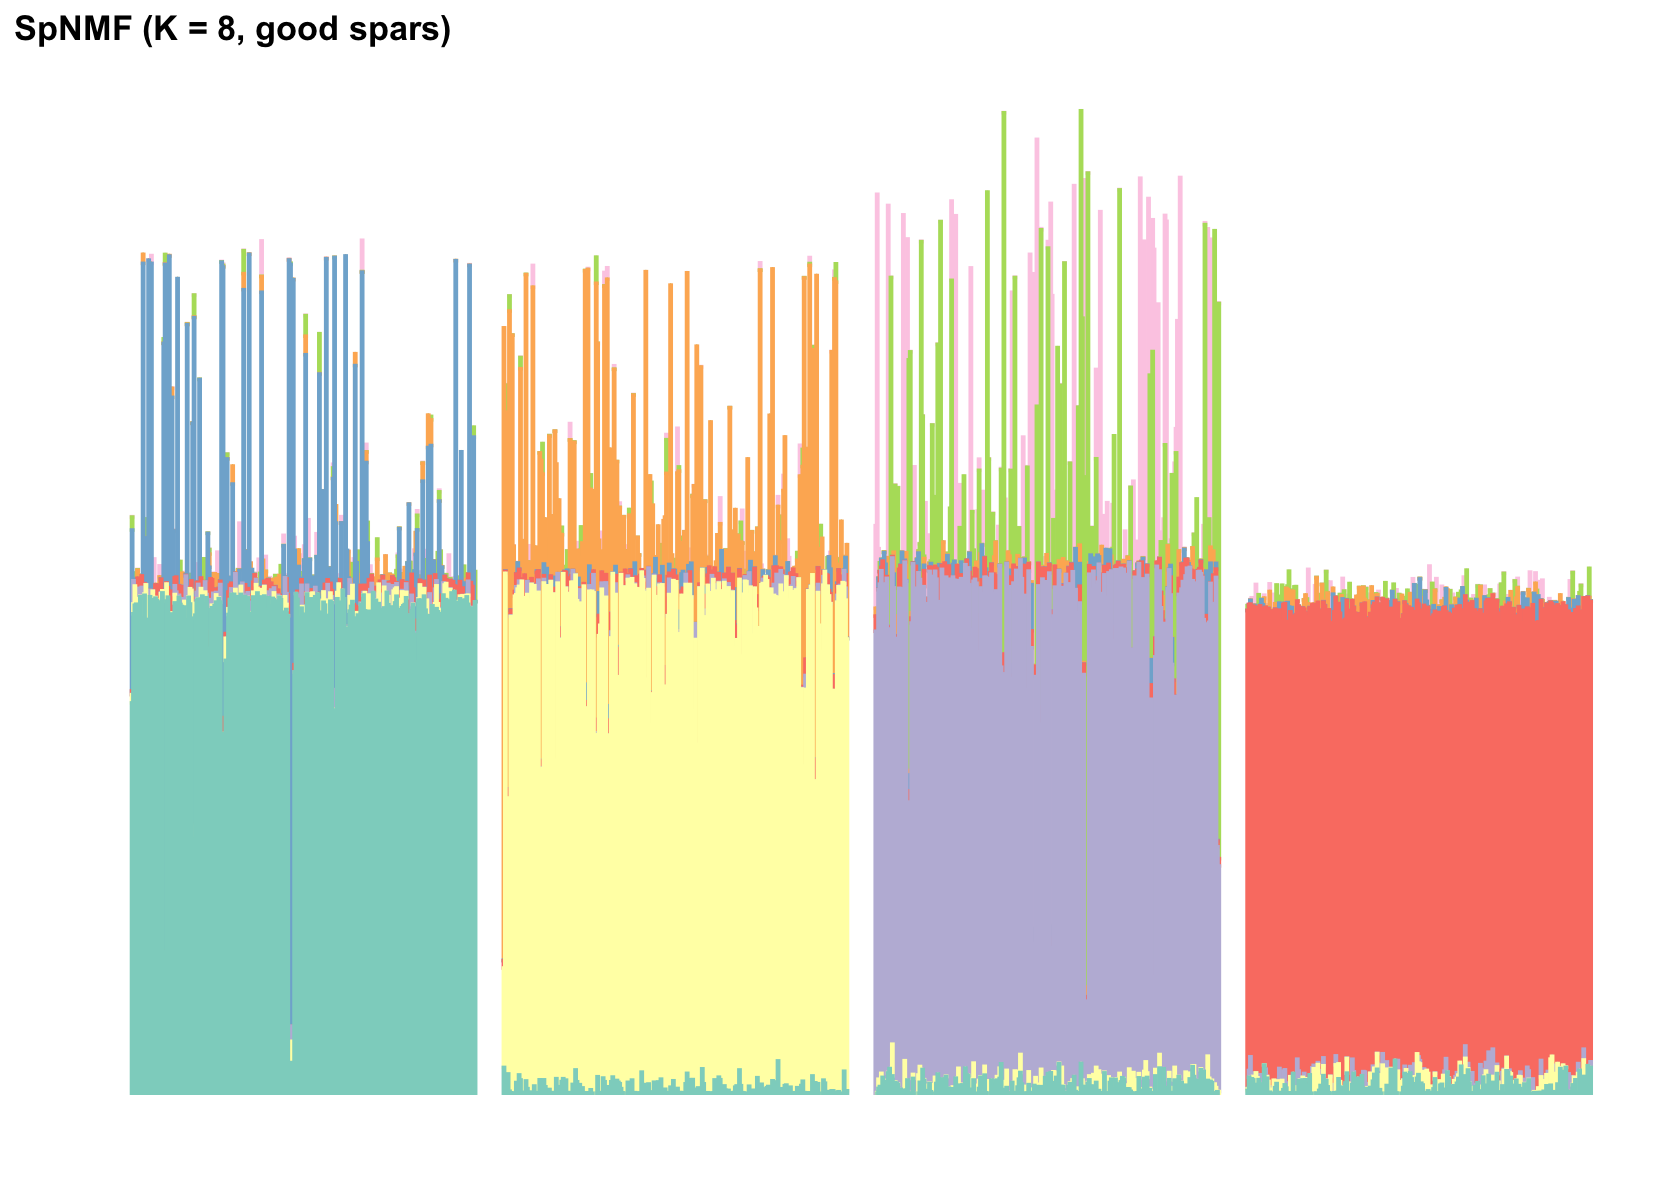 SpNMF (K = 8, good spars)